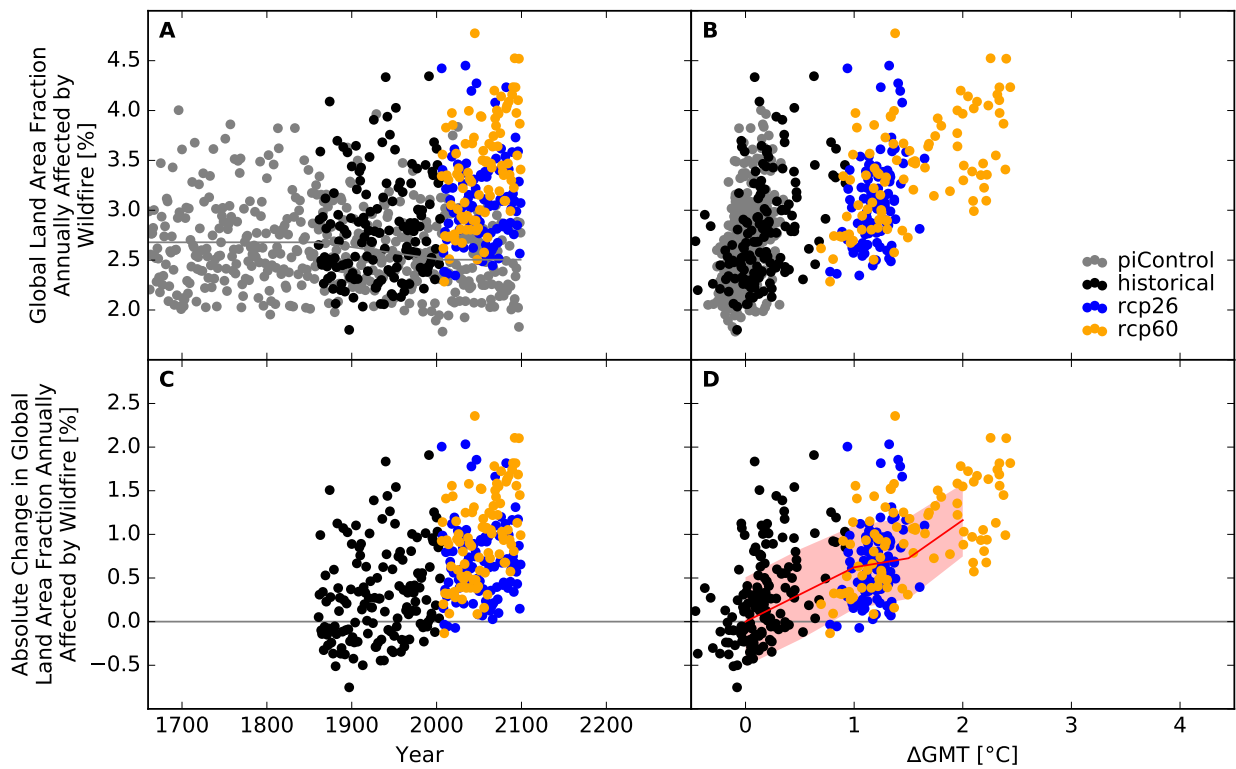 A
B
Global Land Area Fraction
Annually Affected by
Wildfire [%]
4.5
4.0
3.5
3.0
2.5
2.0
piControl
historical
rcp26
rcp60
C
D
Absolute Change in Global
Land Area Fraction Annually
Affected by Wildfire [%]
2.5
2.0
1.5
1.0
0.5
0.0
−0.5
1700 1800 1900 2000 2100 2200
0 1 2 3 4
Year
ΔGMT [°C]